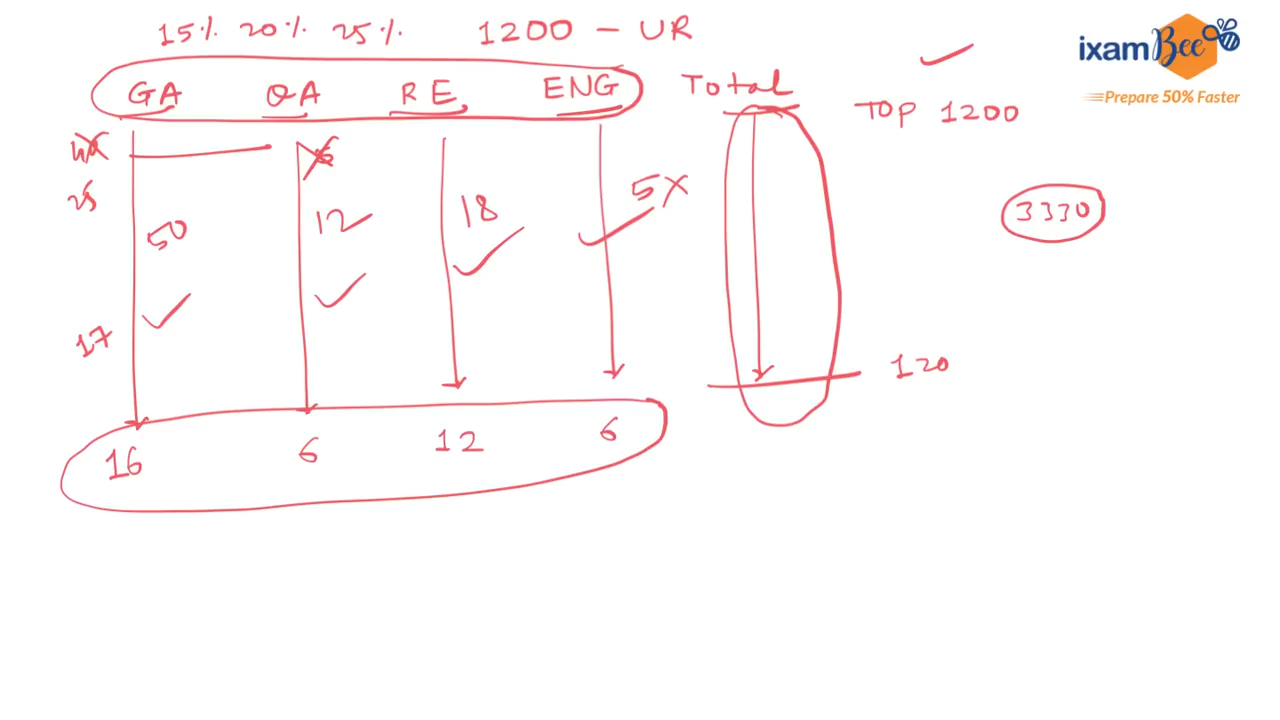 15% 20% 25% 1200 - UR
ixamBee
Prepare 50% Faster
GA QA RE ENG Total
TOP 1200
25
50 12 18 5X
3330
17
120
16 6 12 6